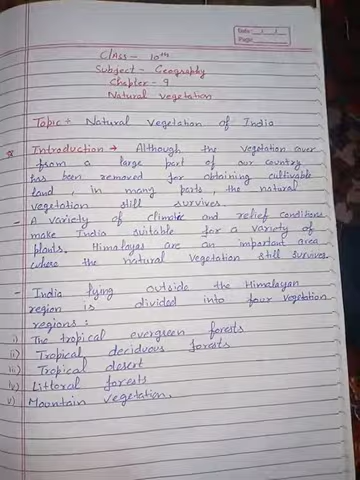 Date: / /
Page:
Class - 10th
Subject - Geography
Chapter - 9
Natural vegetation
Topic ÷ Natural Vegetation of India
* Introduction → Although the vegetation over
from a large part of our country
has been removed for obtaining cultivable
land, in many parts, the natural
vegetation still survives.
- A variety of climatic and relief conditions
make India suitable for a variety of
plants. Himalayas are an important area
where the natural vegetation still survives
- India lying outside the Himalayan
region is divided into four vegetation
regions :
i) The tropical evergreen forests
ii) Tropical deciduous forests
iii) Tropical desert
iv) Littoral forests
v) Mountain vegetation.